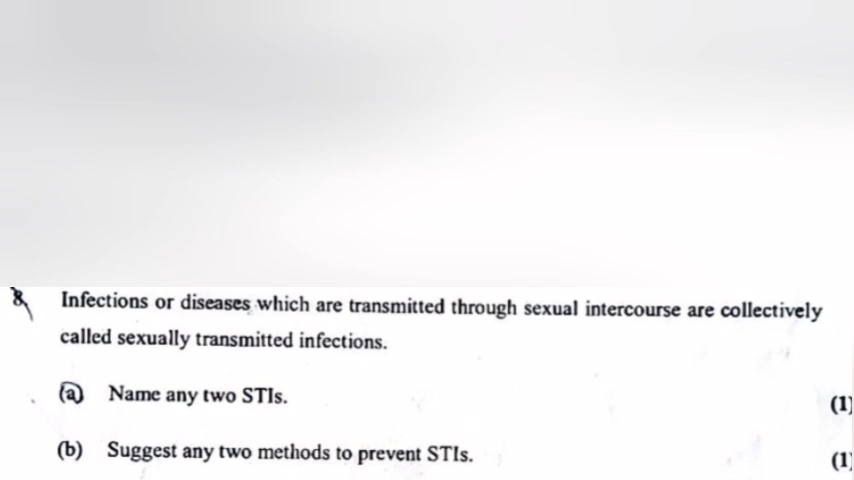 8. Infections or diseases which are transmitted through sexual intercourse are collectively
called sexually transmitted infections.
(a) Name any two STIs. (1)
(b) Suggest any two methods to prevent STIs. (1)